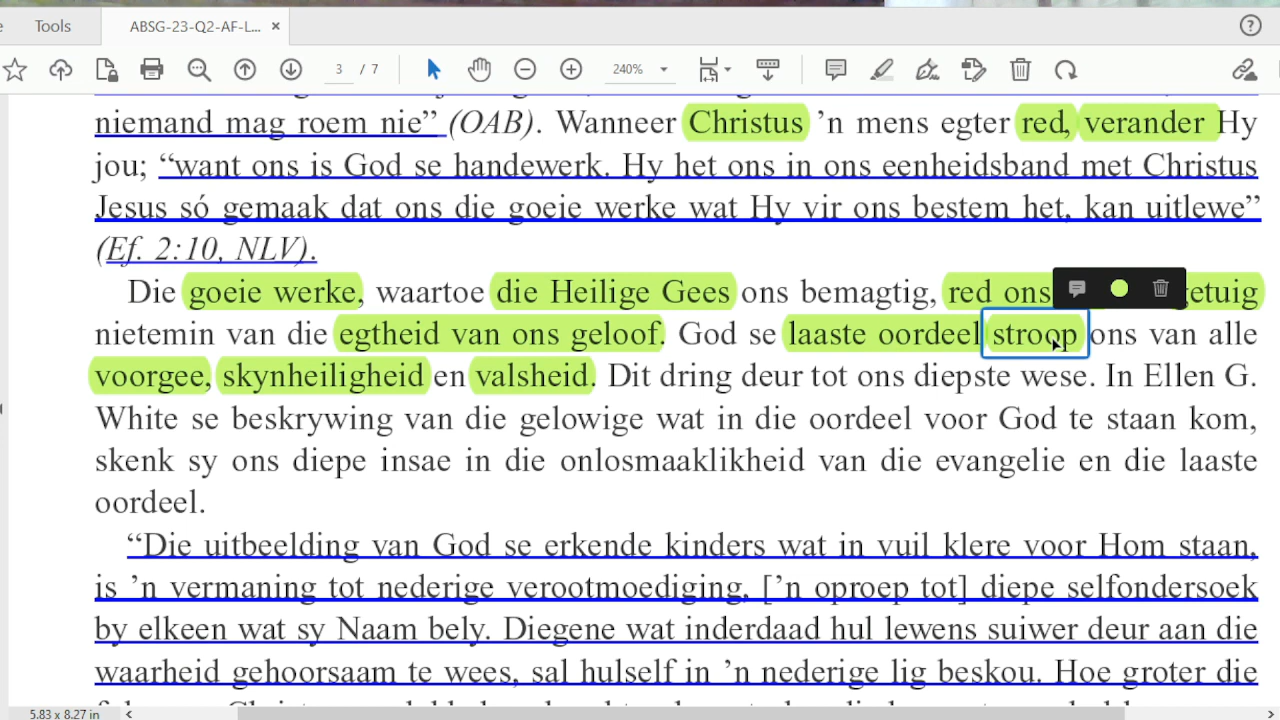 Tools
ABSG-23-Q2-AF-L... ×
3 / 7
240%
niemand mag roem nie” (OAB). Wanneer Christus ’n mens egter red, verander Hy
jou; “want ons is God se handewerk. Hy het ons in ons eenheidsband met Christus
Jesus só gemaak dat ons die goeie werke wat Hy vir ons bestem het, kan uitlewe”
(Ef. 2:10, NLV).
Die goeie werke, waartoe die Heilige Gees ons bemagtig, red ons
nietemin van die egtheid van ons geloof. God se laaste oordeel stroop ons van alle
voorgee, skynheiligheid en valsheid. Dit dring deur tot ons diepste wese. In Ellen G.
White se beskrywing van die gelowige wat in die oordeel voor God te staan kom,
skenk sy ons diepe insae in die onlosmaaklikheid van die evangelie en die laaste
oordeel.
“Die uitbeelding van God se erkende kinders wat in vuil klere voor Hom staan,
is ’n vermaning tot nederige verootmoediging, [’n oproep tot] diepe selfondersoek
by elkeen wat sy Naam bely. Diegene wat inderdaad hul lewens suiwer deur aan die
waarheid gehoorsaam te wees, sal hulself in ’n nederige lig beskou. Hoe groter die
5.83 x 8.27 in